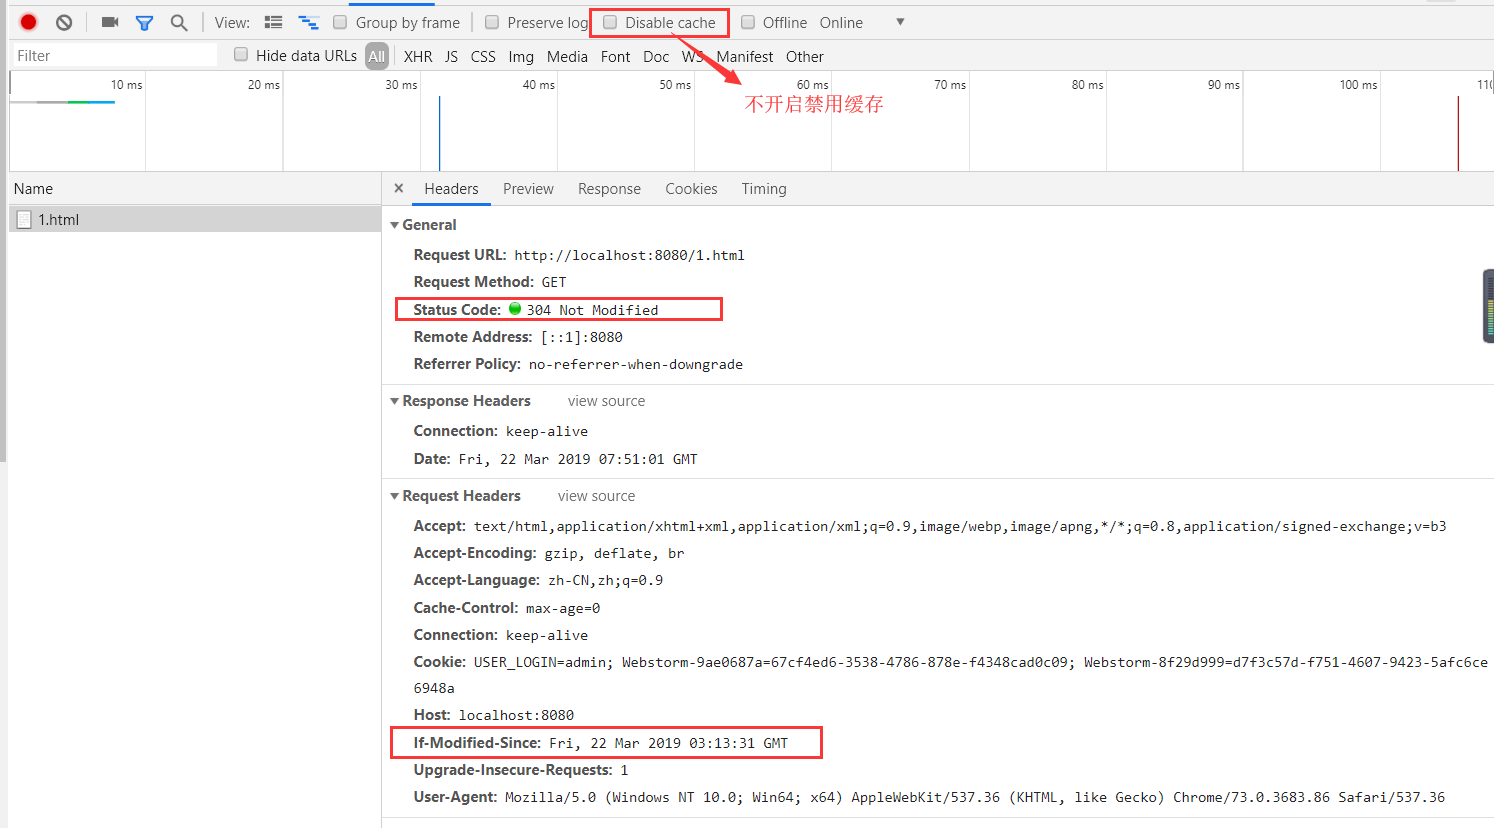 View: Group by frame Preserve log Disable cache Offline Online
Filter Hide data URLs All XHR JS CSS Img Media Font Doc WS Manifest Other
10 ms 20 ms 30 ms 40 ms 50 ms 60 ms 70 ms 80 ms 90 ms 100 ms
不开启禁用缓存
Name
1.html
× Headers Preview Response Cookies Timing
General
Request URL: http://localhost:8080/1.html
Request Method: GET
Status Code: 304 Not Modified
Remote Address: [::1]:8080
Referrer Policy: no-referrer-when-downgrade
Response Headers view source
Connection: keep-alive
Date: Fri, 22 Mar 2019 07:51:01 GMT
Request Headers view source
Accept: text/html,application/xhtml+xml,application/xml;q=0.9,image/webp,image/apng,*/*;q=0.8,application/signed-exchange;v=b3
Accept-Encoding: gzip, deflate, br
Accept-Language: zh-CN,zh;q=0.9
Cache-Control: max-age=0
Connection: keep-alive
Cookie: USER_LOGIN=admin; Webstorm-9ae0687a=67cf4ed6-3538-4786-878e-f4348cad0c09; Webstorm-8f29d999=d7f3c57d-f751-4607-9423-5afc6ce
6948a
Host: localhost:8080
If-Modified-Since: Fri, 22 Mar 2019 03:13:31 GMT
Upgrade-Insecure-Requests: 1
User-Agent: Mozilla/5.0 (Windows NT 10.0; Win64; x64) AppleWebKit/537.36 (KHTML, like Gecko) Chrome/73.0.3683.86 Safari/537.36